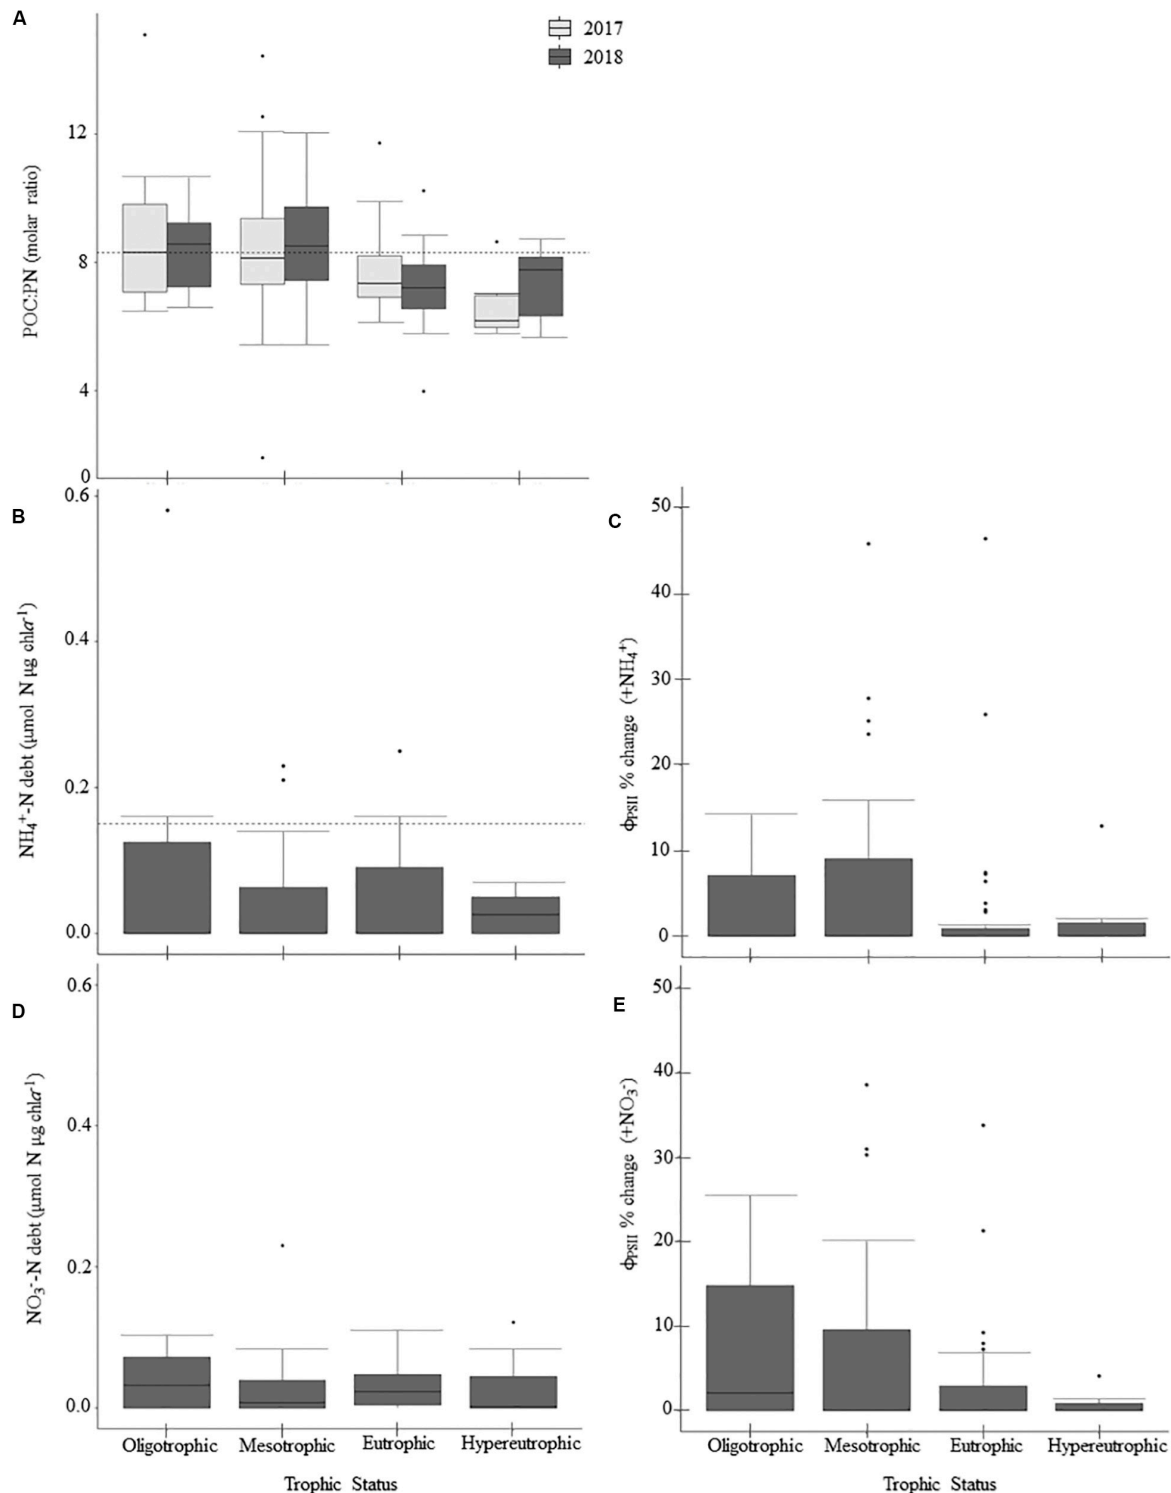 A
2017
2018
POC:PN (molar ratio)
12
8
4
0
B
NH₄⁺-N debt (μmol N μg chla⁻¹)
0.6
0.4
0.2
0.0
C
ΦPSII % change (+NH₄⁺)
50
40
30
20
10
0
D
NO₃⁻-N debt (μmol N μg chla⁻¹)
0.6
0.4
0.2
0.0
Oligotrophic Mesotrophic Eutrophic Hypereutrophic
Trophic Status
E
ΦPSII % change (+NO₃⁻)
50
40
30
20
10
0
Oligotrophic Mesotrophic Eutrophic Hypereutrophic
Trophic Status